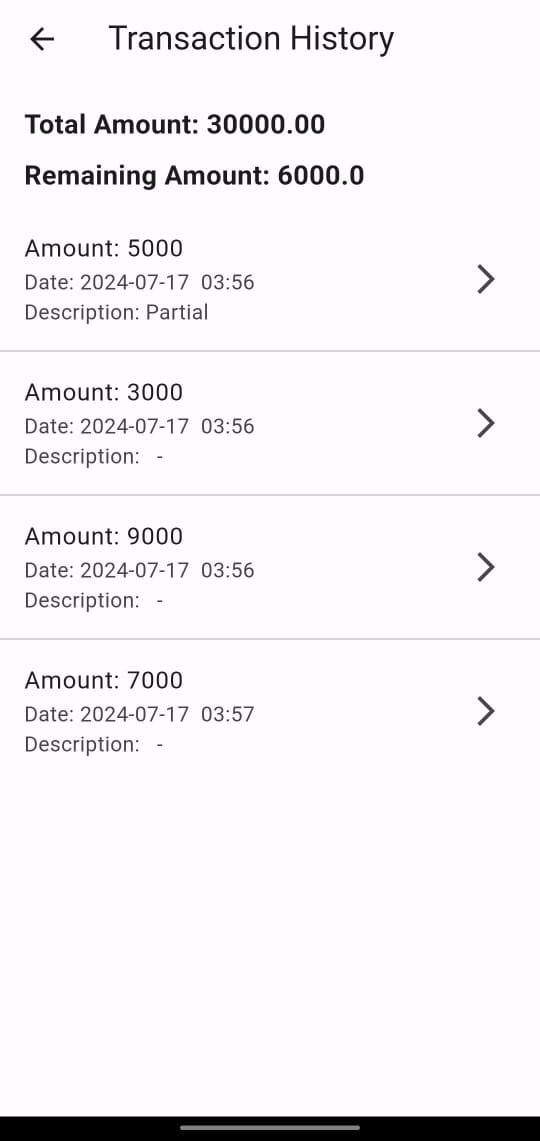 Transaction History
Total Amount: 30000.00
Remaining Amount: 6000.0
Amount: 5000
Date: 2024-07-17  03:56
Description: Partial
Amount: 3000
Date: 2024-07-17  03:56
Description:  -
Amount: 9000
Date: 2024-07-17  03:56
Description:  -
Amount: 7000
Date: 2024-07-17  03:57
Description:  -